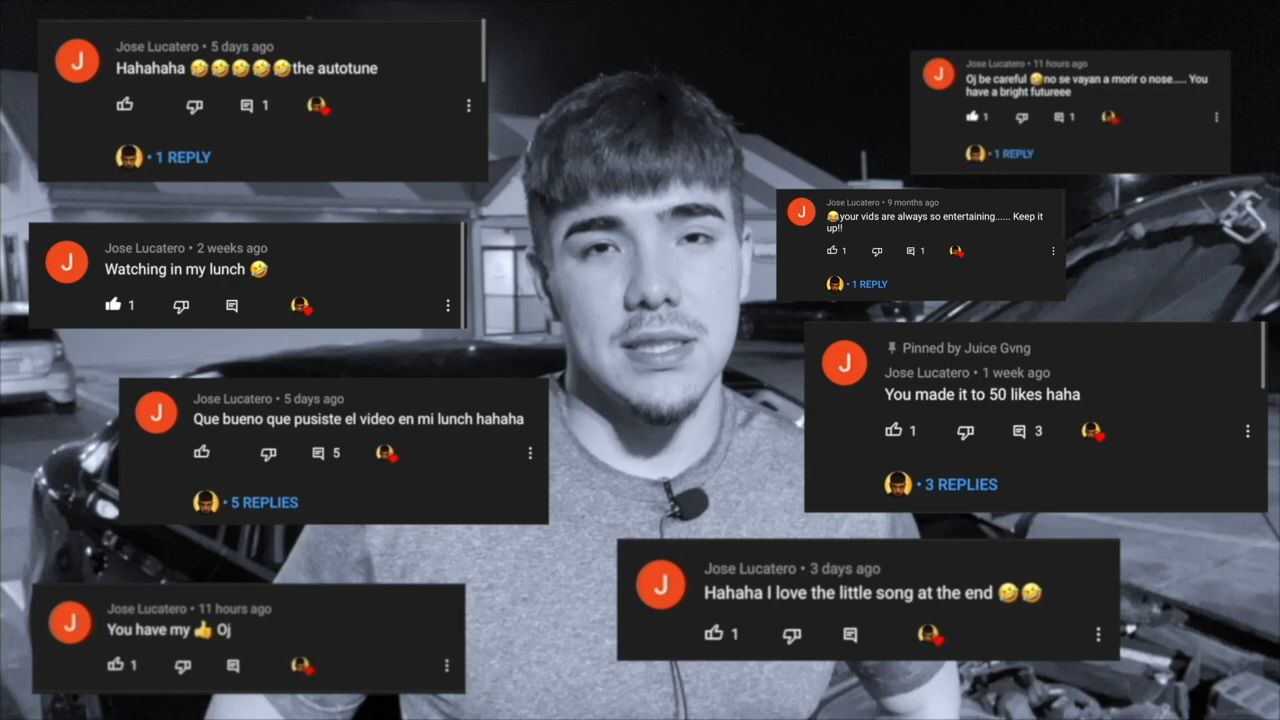 Jose Lucatero • 5 days ago
Hahahaha 🤣🤣🤣🤣🤣the autotune
1
• 1 REPLY
J
Jose Lucatero • 11 hours ago
Oj be careful 🤣no se vayan a morir o nose..... You
have a bright futureee
1 1
• 1 REPLY
J
Jose Lucatero • 2 weeks ago
Watching in my lunch 🤣
1
J
Jose Lucatero • 9 months ago
😂your vids are always so entertaining...... Keep it
up!!
1 1
• 1 REPLY
J
Jose Lucatero • 5 days ago
Que bueno que pusiste el video en mi lunch hahaha
5
• 5 REPLIES
J
Pinned by Juice Gvng
Jose Lucatero • 1 week ago
You made it to 50 likes haha
1 3
• 3 REPLIES
J
Jose Lucatero • 11 hours ago
You have my 👍 Oj
1
J
Jose Lucatero • 3 days ago
Hahaha I love the little song at the end 🤣🤣
1
J